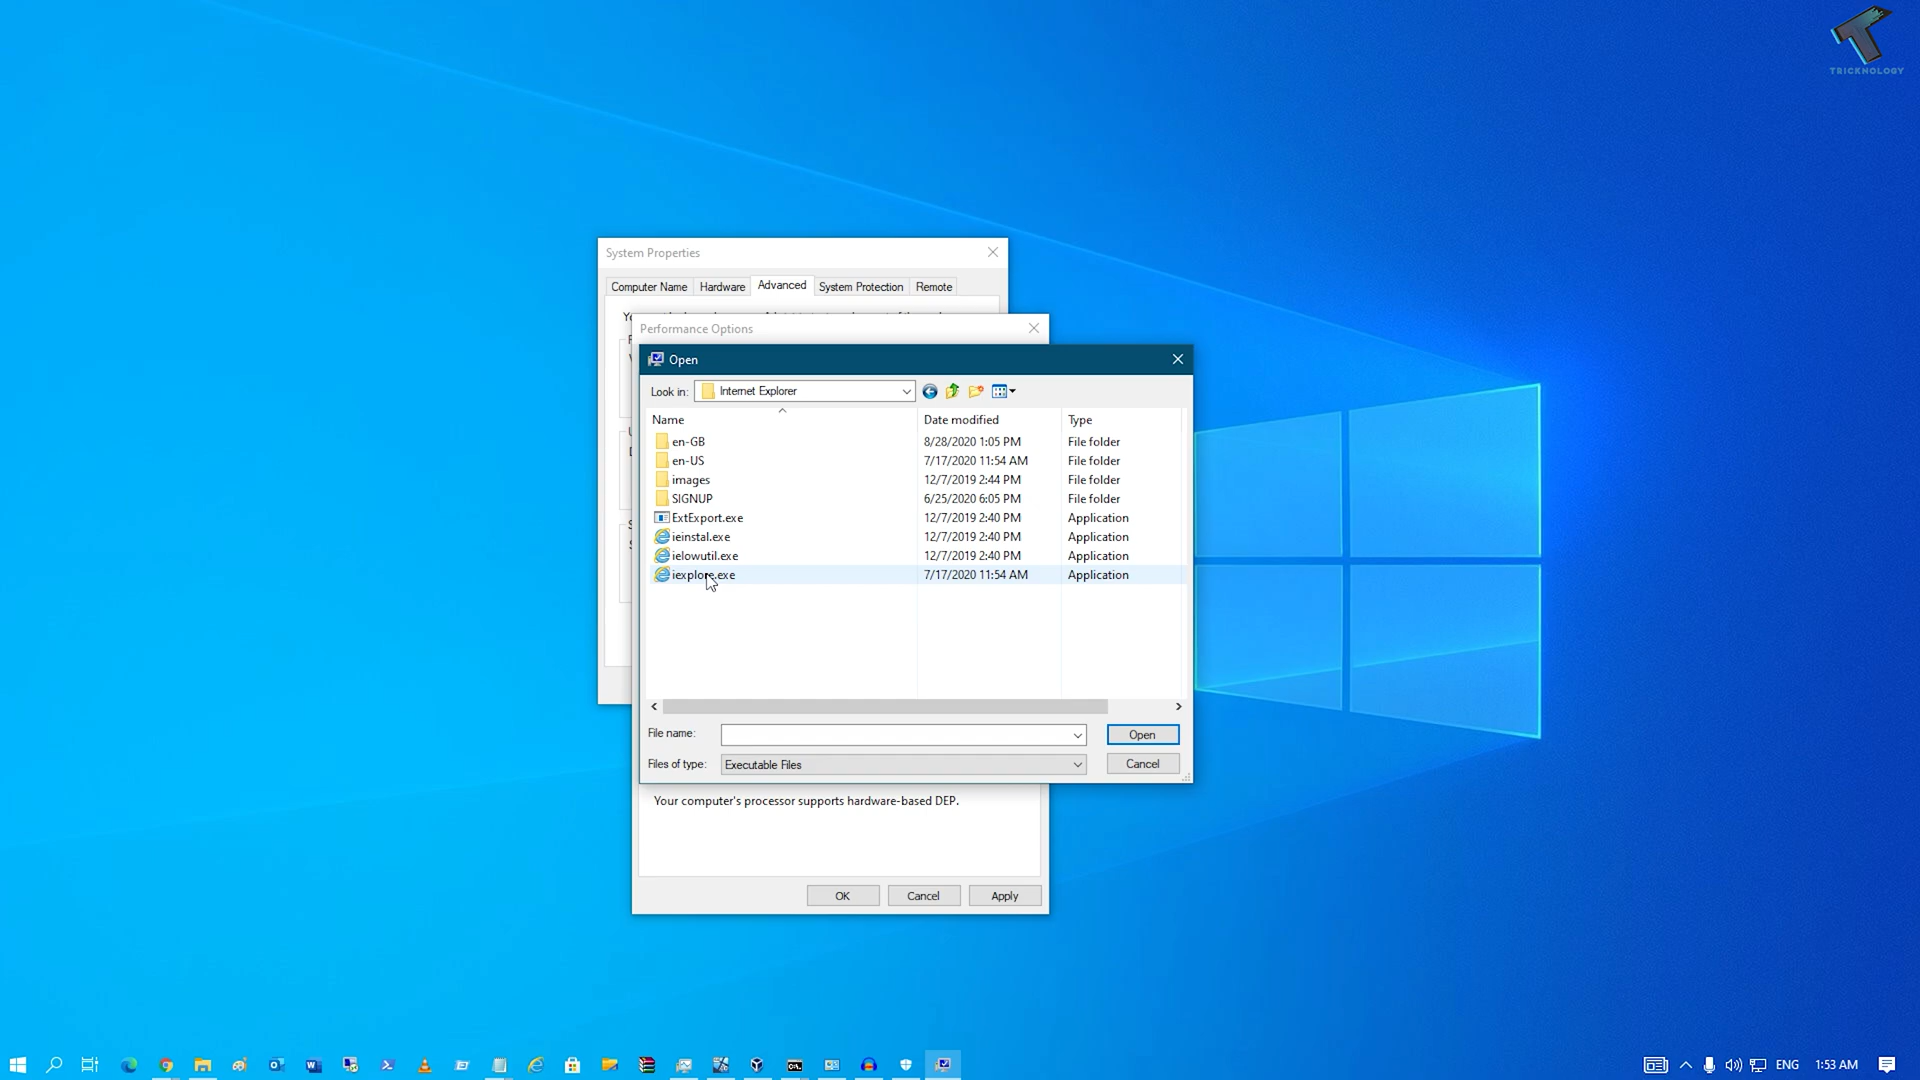 TRICKNOLOGY
System Properties
Computer Name Hardware Advanced System Protection Remote
Performance Options
Open
Look in: Internet Explorer
Name Date modified Type
en-GB 8/28/2020 1:05 PM File folder
en-US 7/17/2020 11:54 AM File folder
images 12/7/2019 2:44 PM File folder
SIGNUP 6/25/2020 6:05 PM File folder
ExtExport.exe 12/7/2019 2:40 PM Application
ieinstal.exe 12/7/2019 2:40 PM Application
ielowutil.exe 12/7/2019 2:40 PM Application
iexplore.exe 7/17/2020 11:54 AM Application
File name: Open
Files of type: Executable Files Cancel
Your computer's processor supports hardware-based DEP.
OK Cancel Apply
ENG 1:53 AM